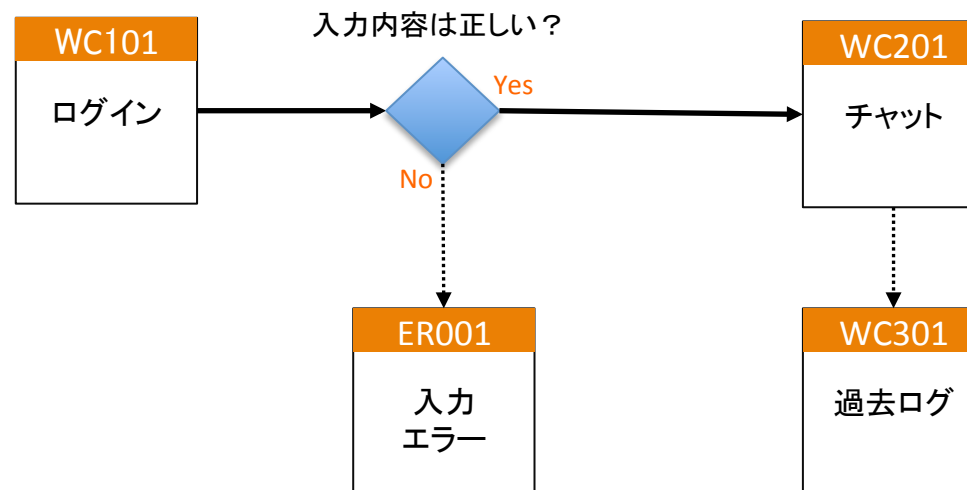 入力内容は正しい？
WC101
ログイン
Yes
No
WC201
チャット
ER001
入力
エラー
WC301
過去ログ